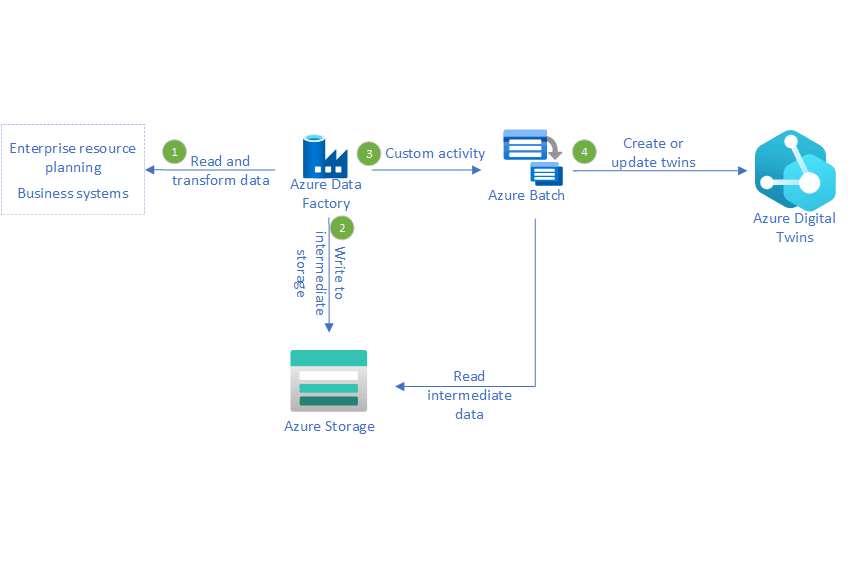 Enterprise resource
planning
Business systems
1
Read and
transform data
Azure Data
Factory
3
Custom activity
Azure Batch
4
Create or
update twins
Azure Digital
Twins
2
Write to
intermediate
storage
Azure Storage
Read
intermediate
data